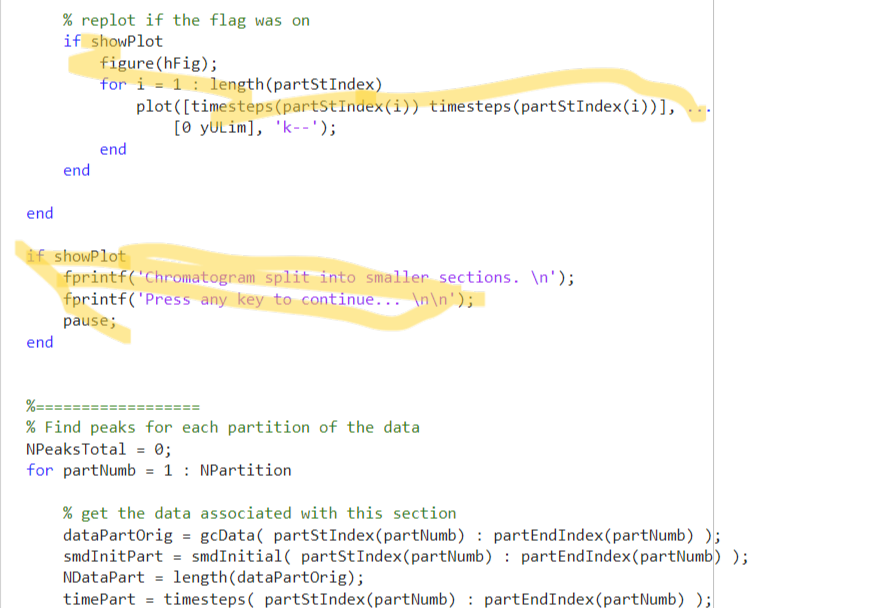 % replot if the flag was on
if showPlot
figure(hFig);
for i = 1 : length(partStIndex)
plot([timesteps(partStIndex(i)) timesteps(partStIndex(i))], ...
[0 yULim], 'k--');
end
end
end
if showPlot
fprintf('Chromatogram split into smaller sections. \n');
fprintf('Press any key to continue... \n\n');
pause;
end
%==================
% Find peaks for each partition of the data
NPeaksTotal = 0;
for partNumb = 1 : NPartition
% get the data associated with this section
dataPartOrig = gcData( partStIndex(partNumb) : partEndIndex(partNumb) );
smdInitPart = smdInitial( partStIndex(partNumb) : partEndIndex(partNumb) );
NDataPart = length(dataPartOrig);
timePart = timesteps( partStIndex(partNumb) : partEndIndex(partNumb) );